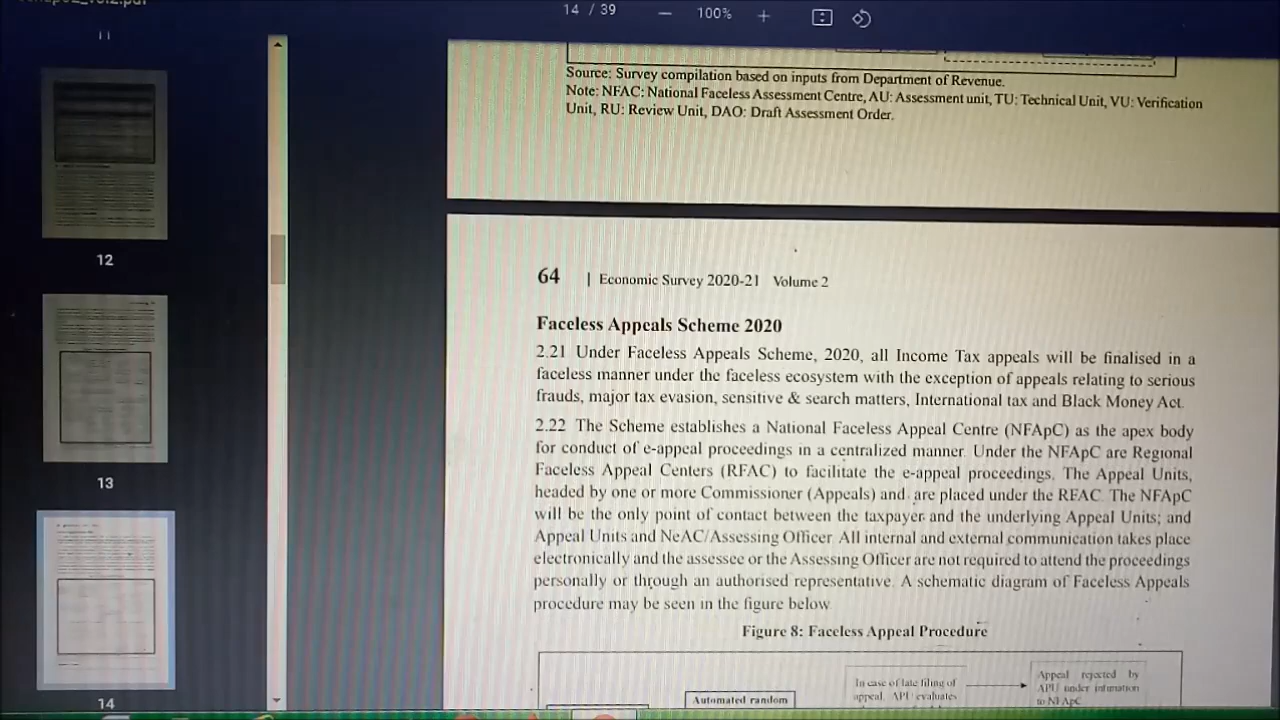 14 / 39
100%
12
13
14
Source: Survey compilation based on inputs from Department of Revenue.
Note: NFAC: National Faceless Assessment Centre, AU: Assessment unit, TU: Technical Unit, VU: Verification
Unit, RU: Review Unit, DAO: Draft Assessment Order.
64 | Economic Survey 2020-21 Volume 2
Faceless Appeals Scheme 2020
2.21 Under Faceless Appeals Scheme, 2020, all Income Tax appeals will be finalised in a
faceless manner under the faceless ecosystem with the exception of appeals relating to serious
frauds, major tax evasion, sensitive & search matters, International tax and Black Money Act.
2.22 The Scheme establishes a National Faceless Appeal Centre (NFApC) as the apex body
for conduct of e-appeal proceedings in a centralized manner. Under the NFApC are Regional
Faceless Appeal Centers (RFAC) to facilitate the e-appeal proceedings. The Appeal Units,
headed by one or more Commissioner (Appeals) and are placed under the RFAC. The NFApC
will be the only point of contact between the taxpayer and the underlying Appeal Units; and
Appeal Units and NeAC/Assessing Officer. All internal and external communication takes place
electronically and the assessee or the Assessing Officer are not required to attend the proceedings
personally or through an authorised representative. A schematic diagram of Faceless Appeals
procedure may be seen in the figure below
Figure 8: Faceless Appeal Procedure
In case of late filing of
appeal, APU evaluates
Appeal rejected by
APU under intimation
to NFApC
Automated random